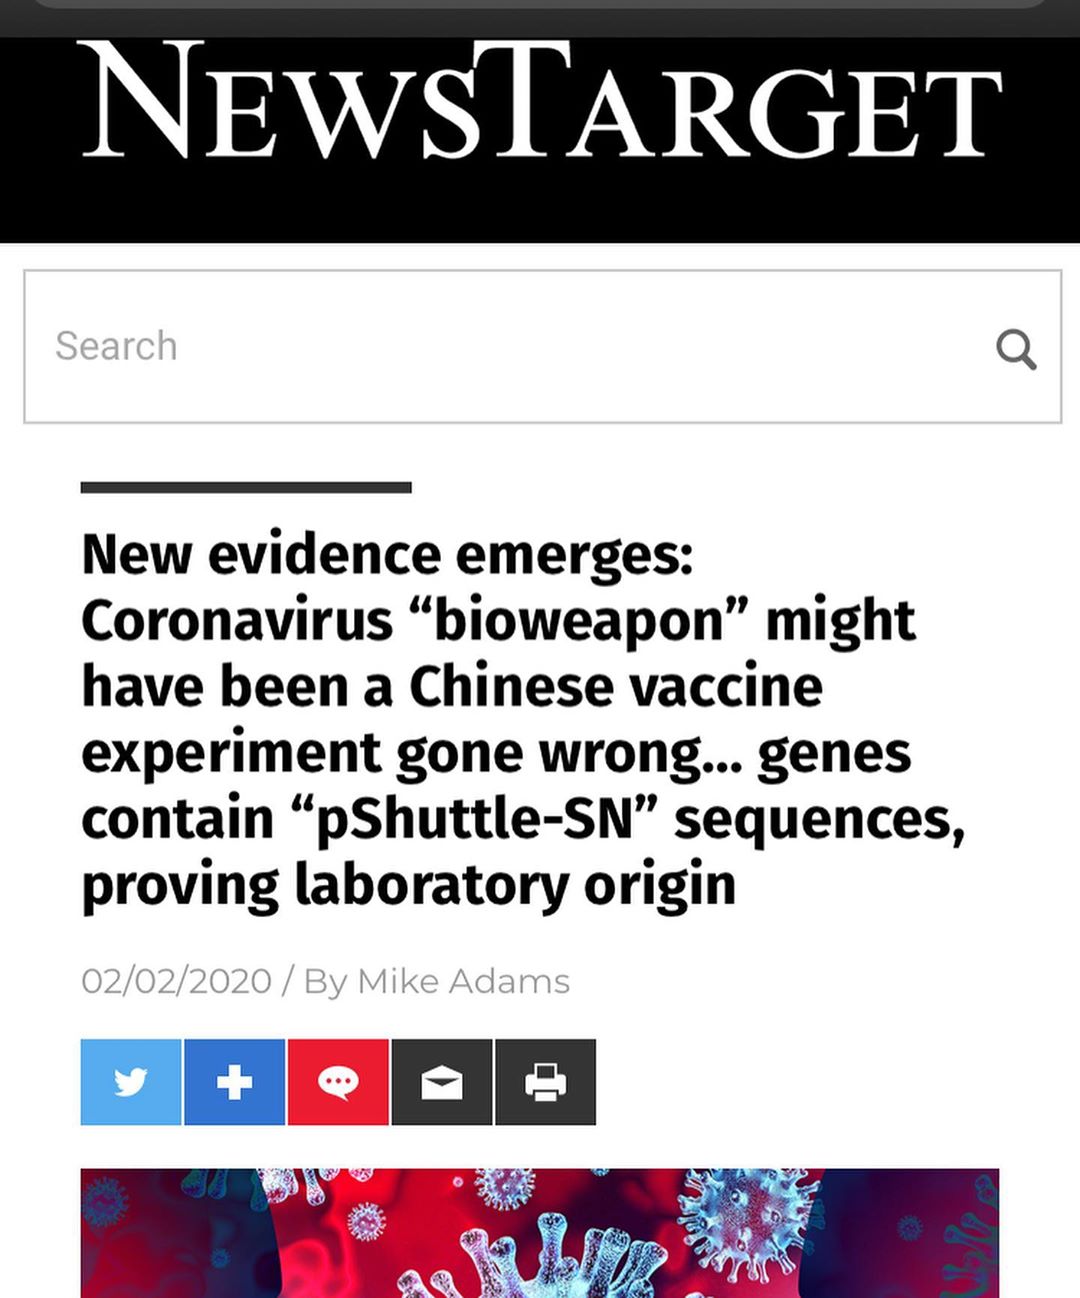 NEWSTARGET
Search
New evidence emerges:
Coronavirus “bioweapon” might
have been a Chinese vaccine
experiment gone wrong... genes
contain “pShuttle-SN” sequences,
proving laboratory origin
02/02/2020 / By Mike Adams